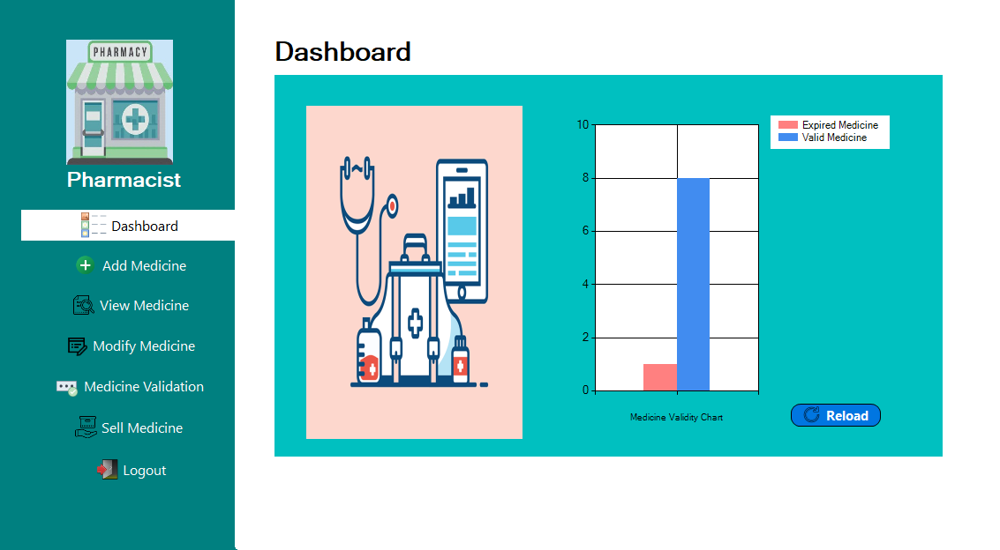 PHARMACY
Pharmacist
Dashboard
Add Medicine
View Medicine
Modify Medicine
Medicine Validation
Sell Medicine
Logout
Dashboard
10
8
6
4
2
0
Expired Medicine
Valid Medicine
Medicine Validity Chart
Reload